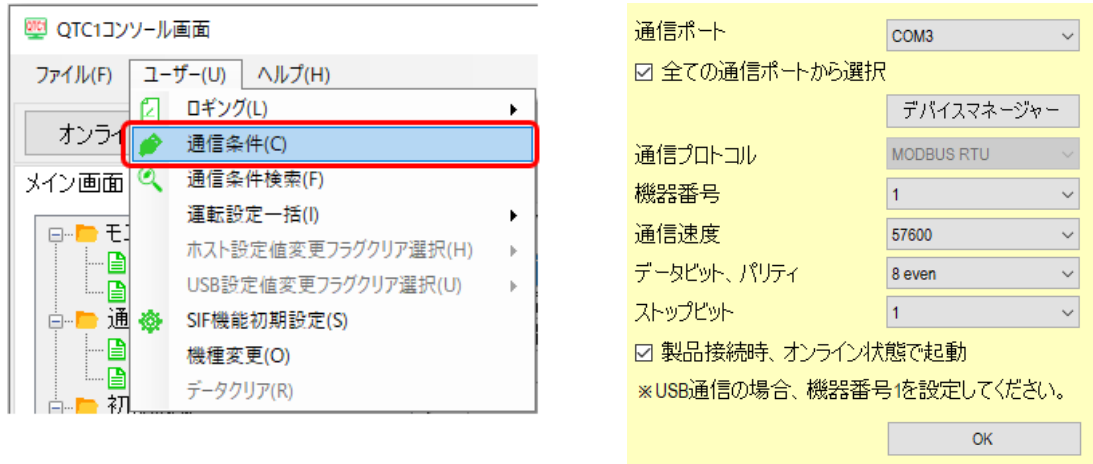 QTC1コンソール画面
ファイル(F) ユーザー(U) ヘルプ(H)
ロギング(L)
オンライ
通信条件(C)
メイン画面
通信条件検索(F)
運転設定一括(I)
モニ
ホスト設定値変更フラグクリア選択(H)
USB設定値変更フラグクリア選択(U)
通
SIF機能初期設定(S)
機種変更(O)
データクリア(R)
初
通信ポート COM3
全ての通信ポートから選択
デバイスマネージャー
通信プロトコル MODBUS RTU
機器番号 1
通信速度 57600
データビット、パリティ 8 even
ストップビット 1
製品接続時、オンライン状態で起動
※USB通信の場合、機器番号1を設定してください。
OK